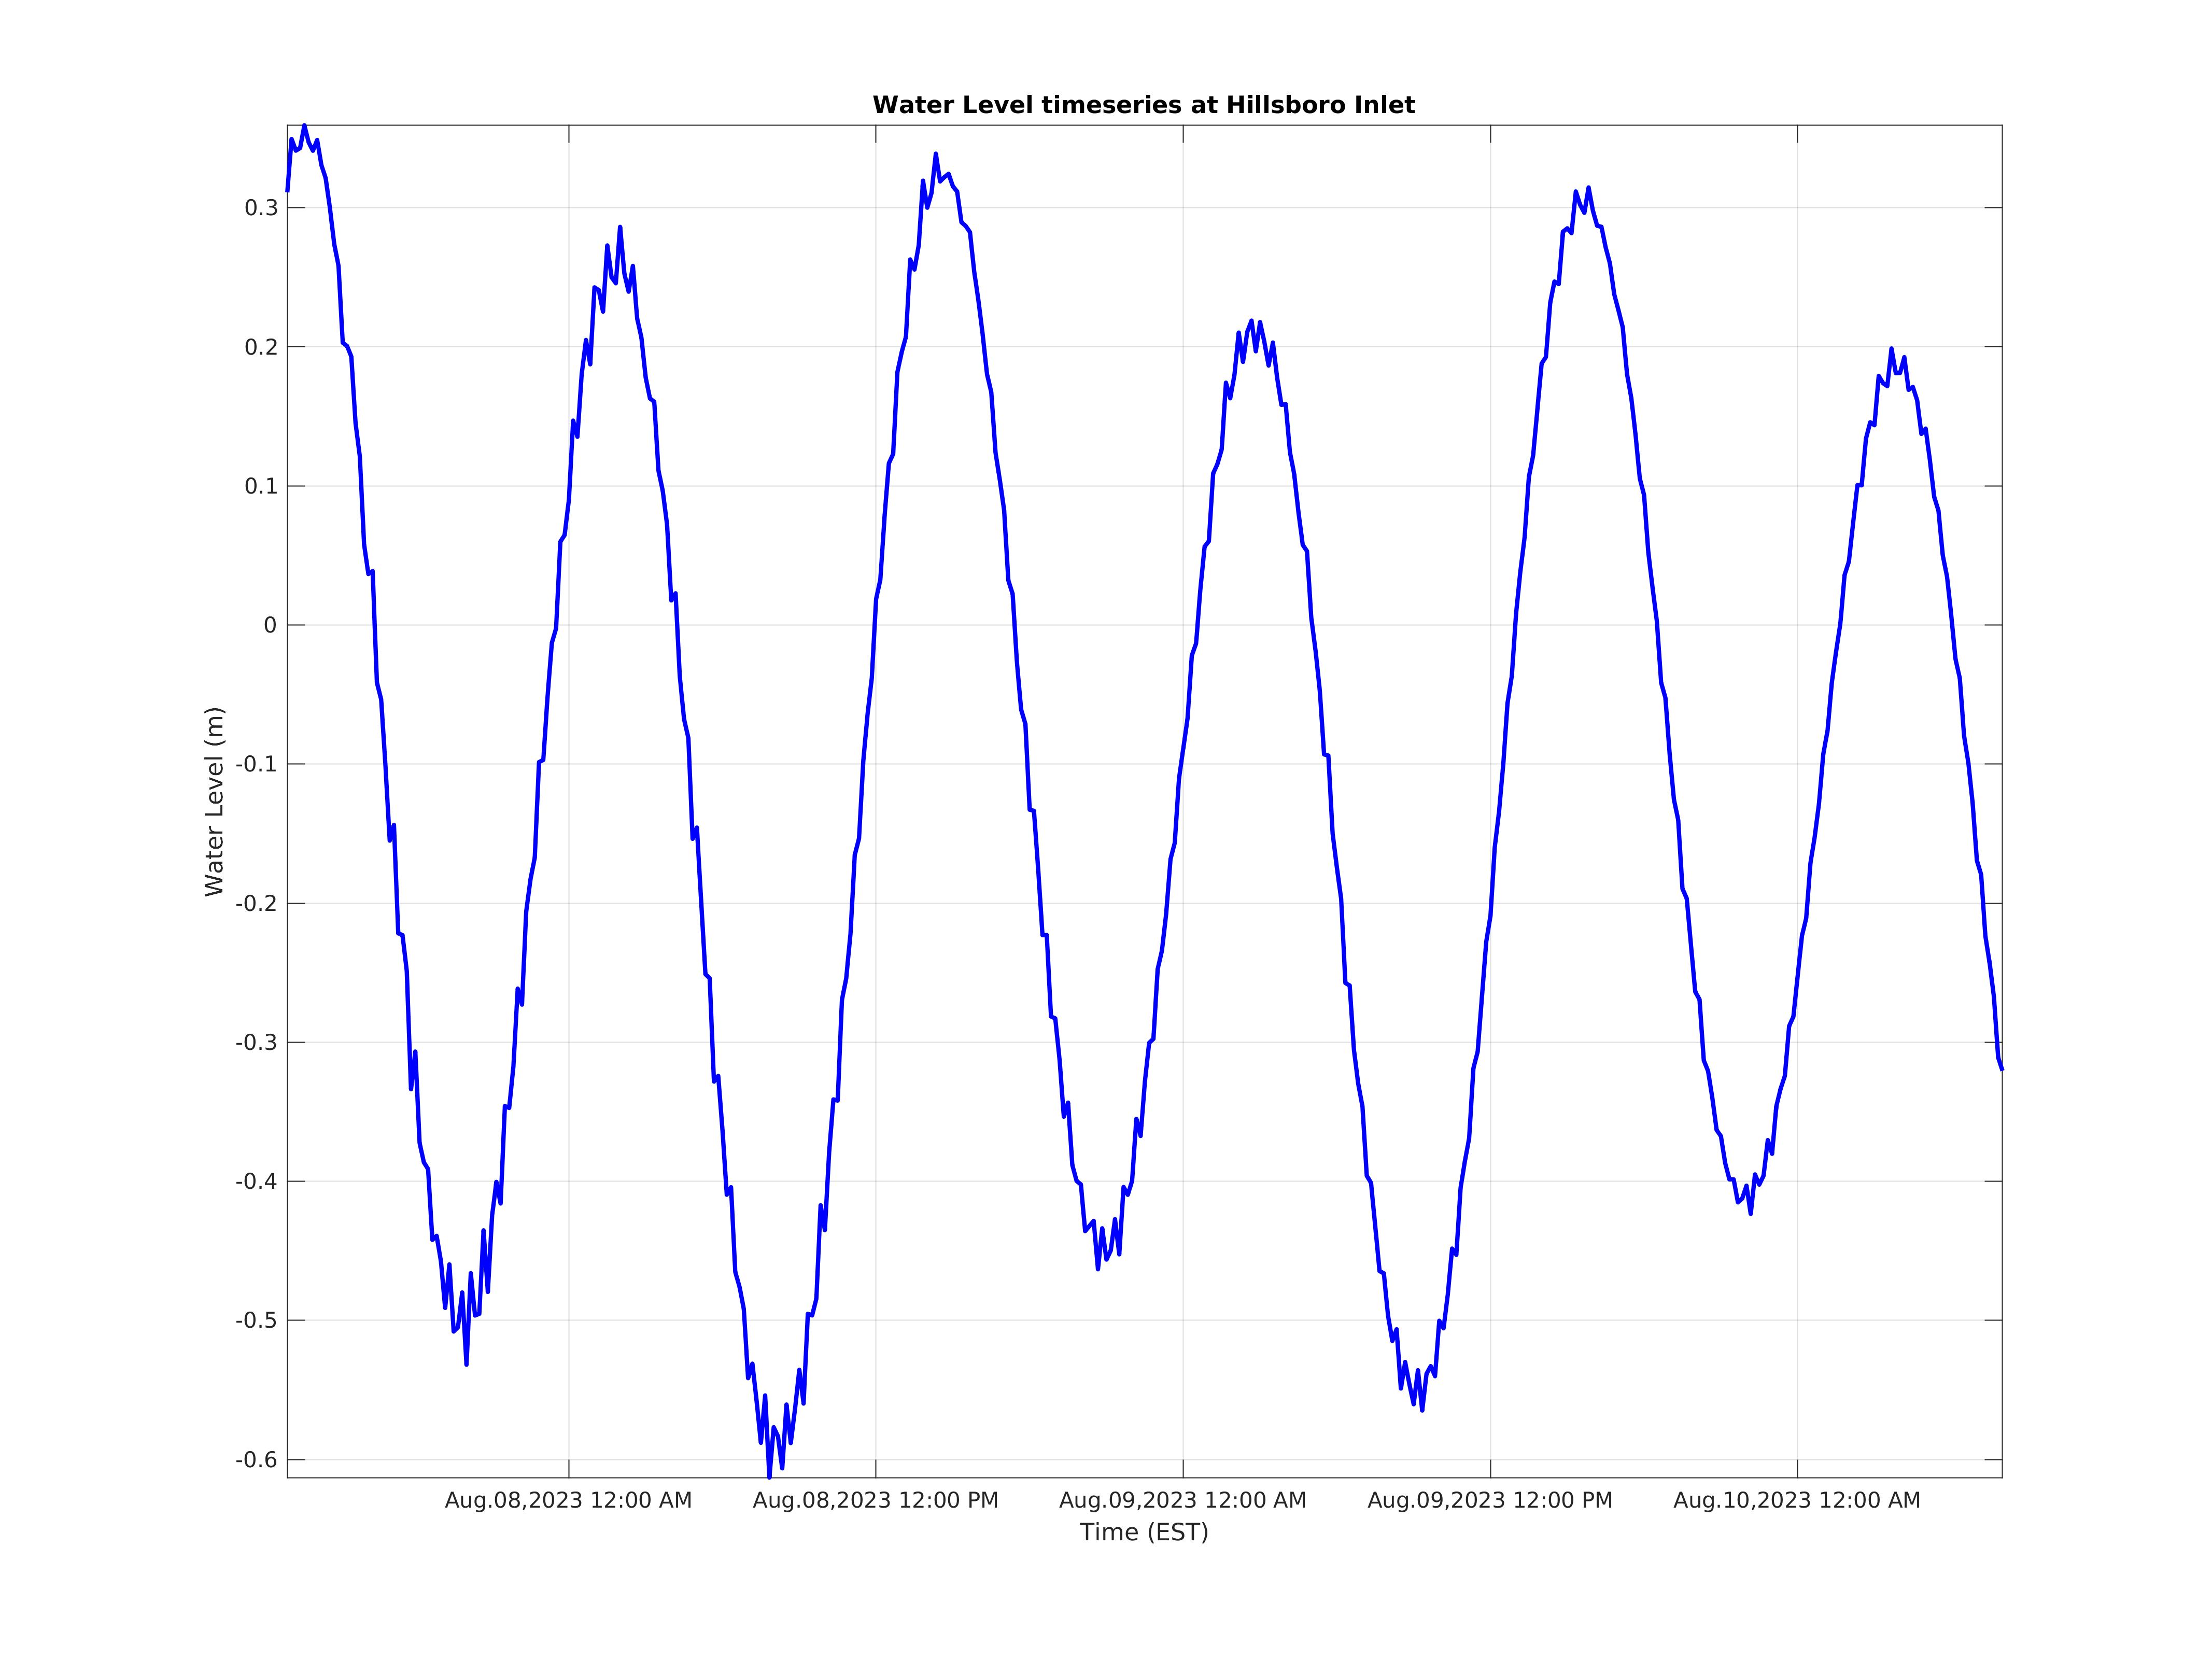 Water Level timeseries at Hillsboro Inlet
0.3
0.2
0.1
0
-0.1
-0.2
-0.3
-0.4
-0.5
-0.6
Water Level (m)
Aug.08,2023 12:00 AM
Aug.08,2023 12:00 PM
Aug.09,2023 12:00 AM
Aug.09,2023 12:00 PM
Aug.10,2023 12:00 AM
Time (EST)